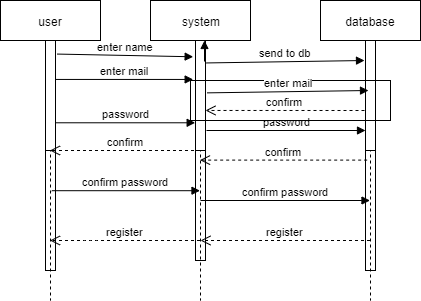 user
system
database
enter name
send to db
enter mail
enter mail
confirm
password
password
confirm
confirm
confirm password
confirm password
register
register